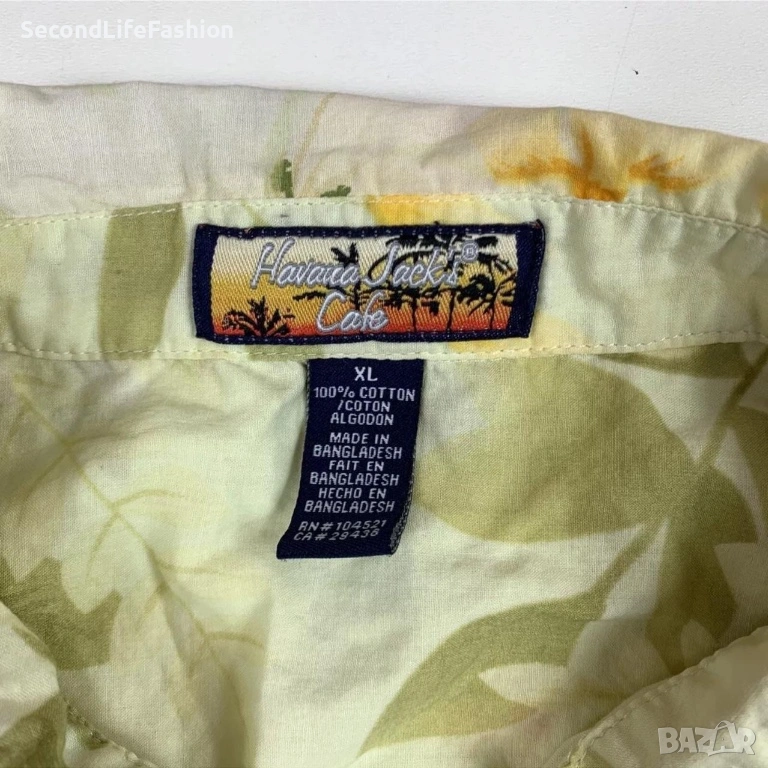 SecondLifeFashion
Havana Jack's®
Cafe
XL
100% COTTON
/COTON
ALGODON
MADE IN
BANGLADESH
FAIT EN
BANGLADESH
HECHO EN
BANGLADESH
RN# 104521
CA# 29438
BAZAR